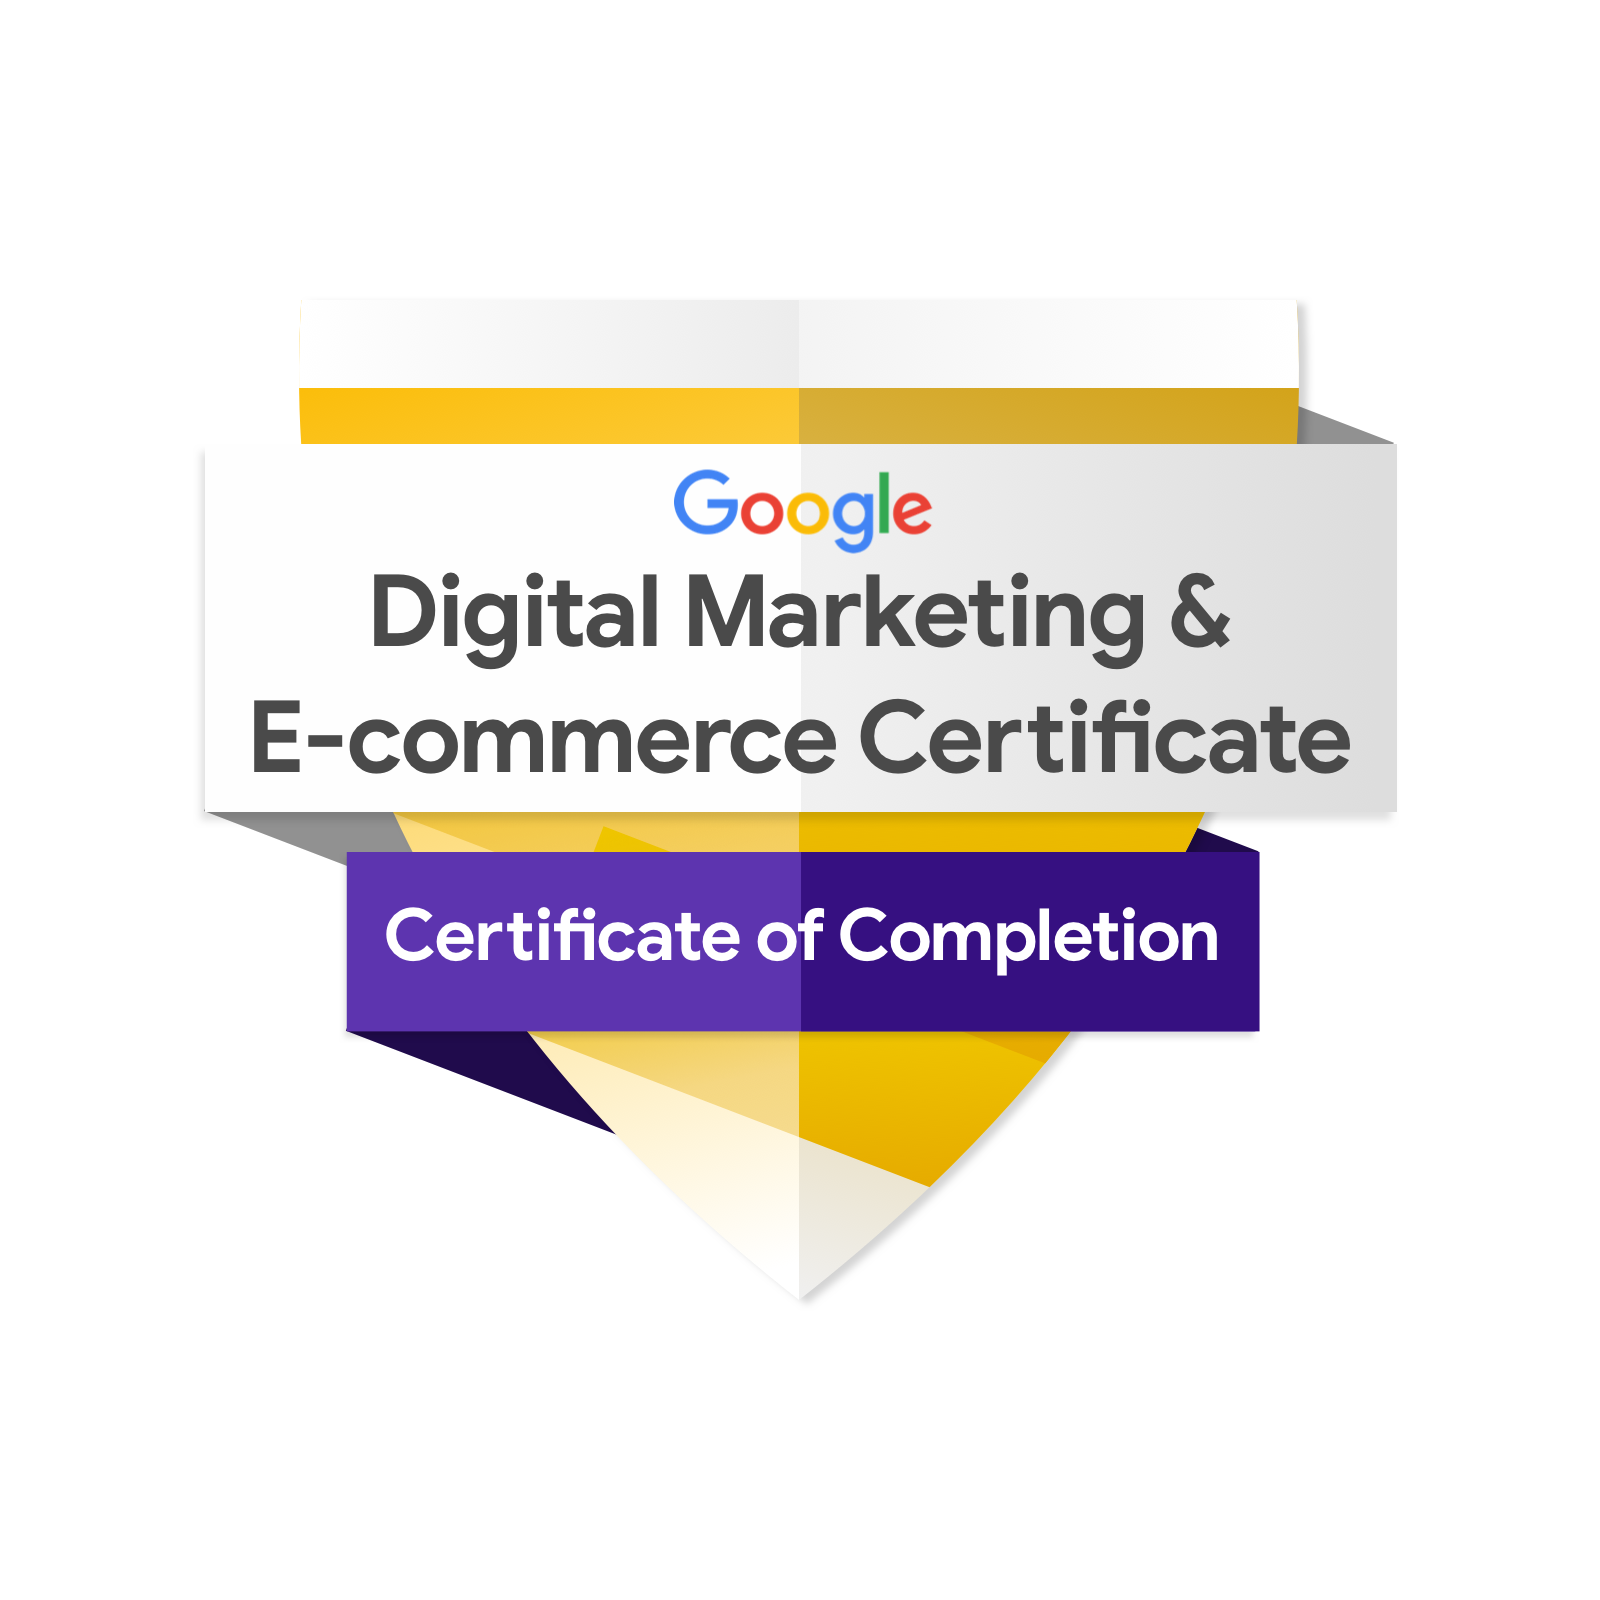 Google
Digital Marketing &
E-commerce Certificate
Certificate of Completion